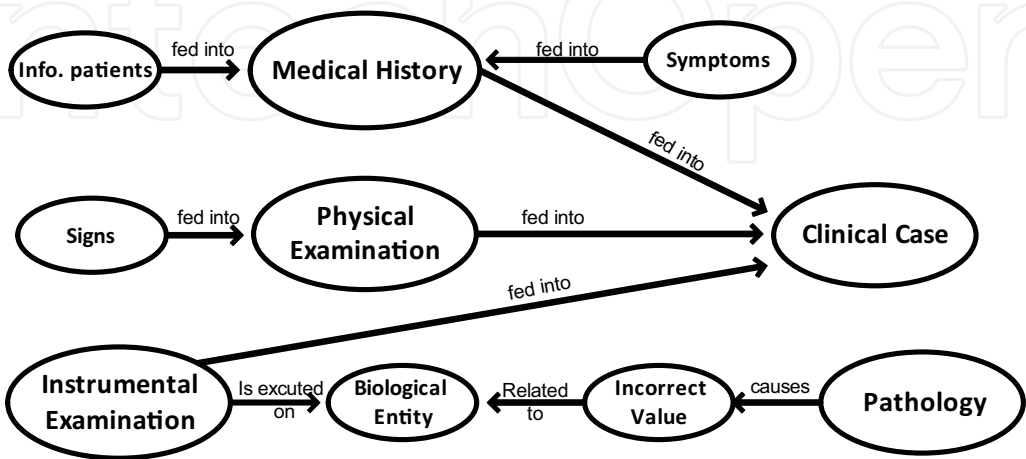 IntechOpen
fed into
fed into
Info. patients
Medical History
Symptoms
fed into
Signs
fed into
Physical
Examination
fed into
Clinical Case
fed into
Instrumental
Examination
Is excuted
on
Biological
Entity
Related
to
Incorrect
Value
causes
Pathology